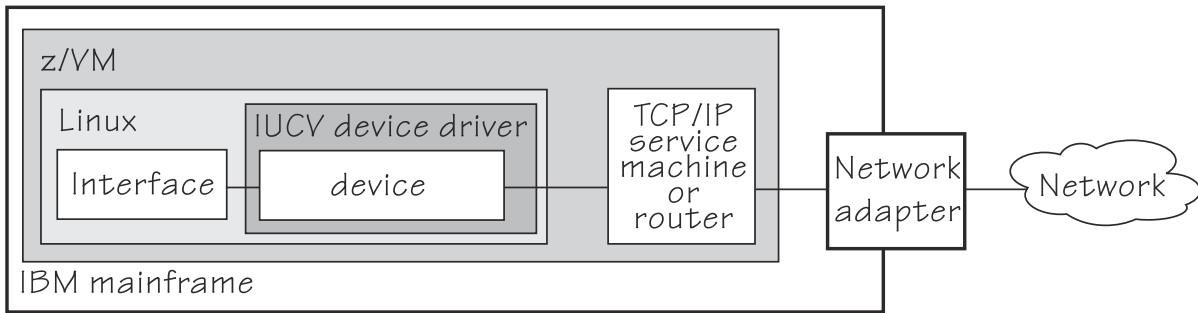 z/VM
Linux
IUCV device driver
Interface
device
TCP/IP
service
machine
or
router
Network
adapter
Network
IBM mainframe